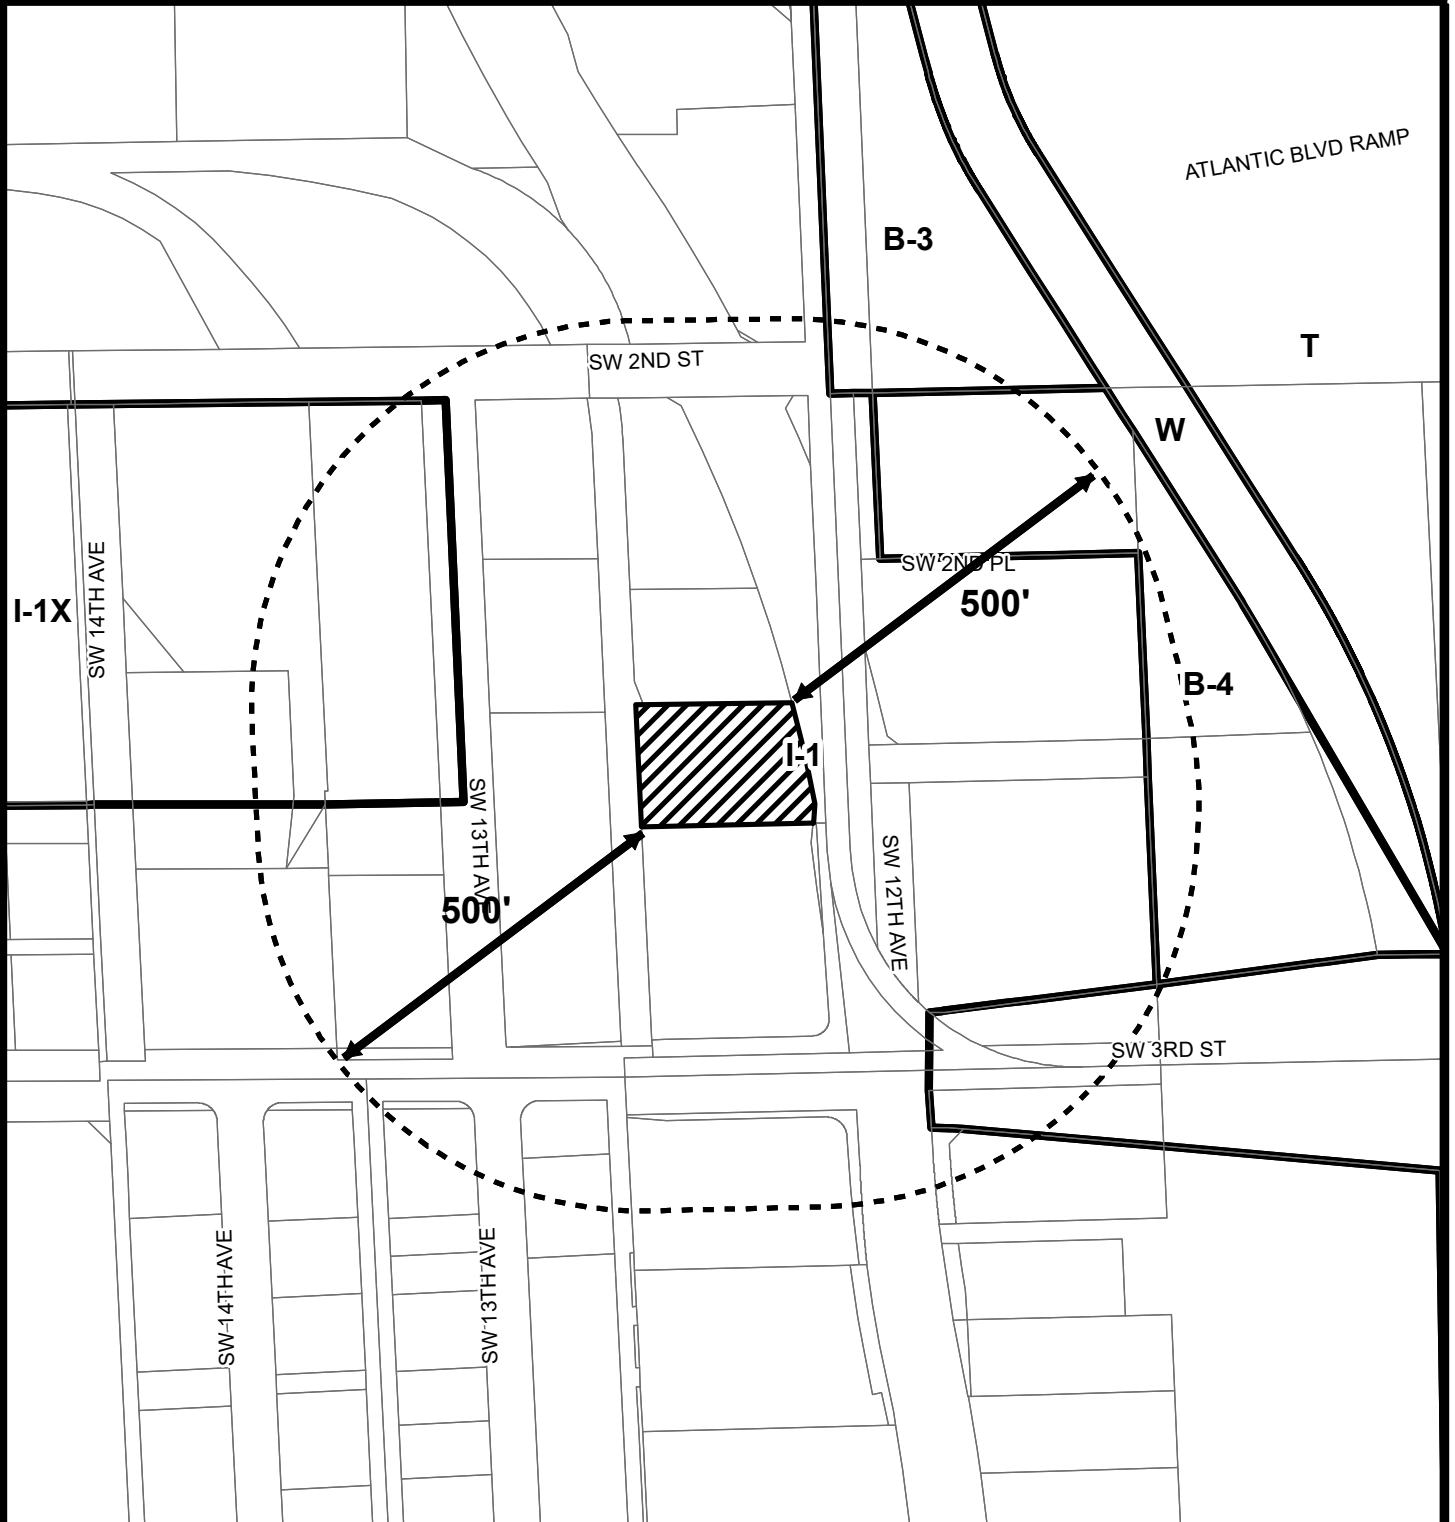 ATLANTIC BLVD RAMP
B-3
T
SW 2ND ST
W
SW 14TH AVE
SW 2ND PL
I-1X
500'
B-4
I-1
SW 13TH AVE
SW 12TH AVE
500'
SW 3RD ST
SW 14TH AVE
SW 13TH AVE